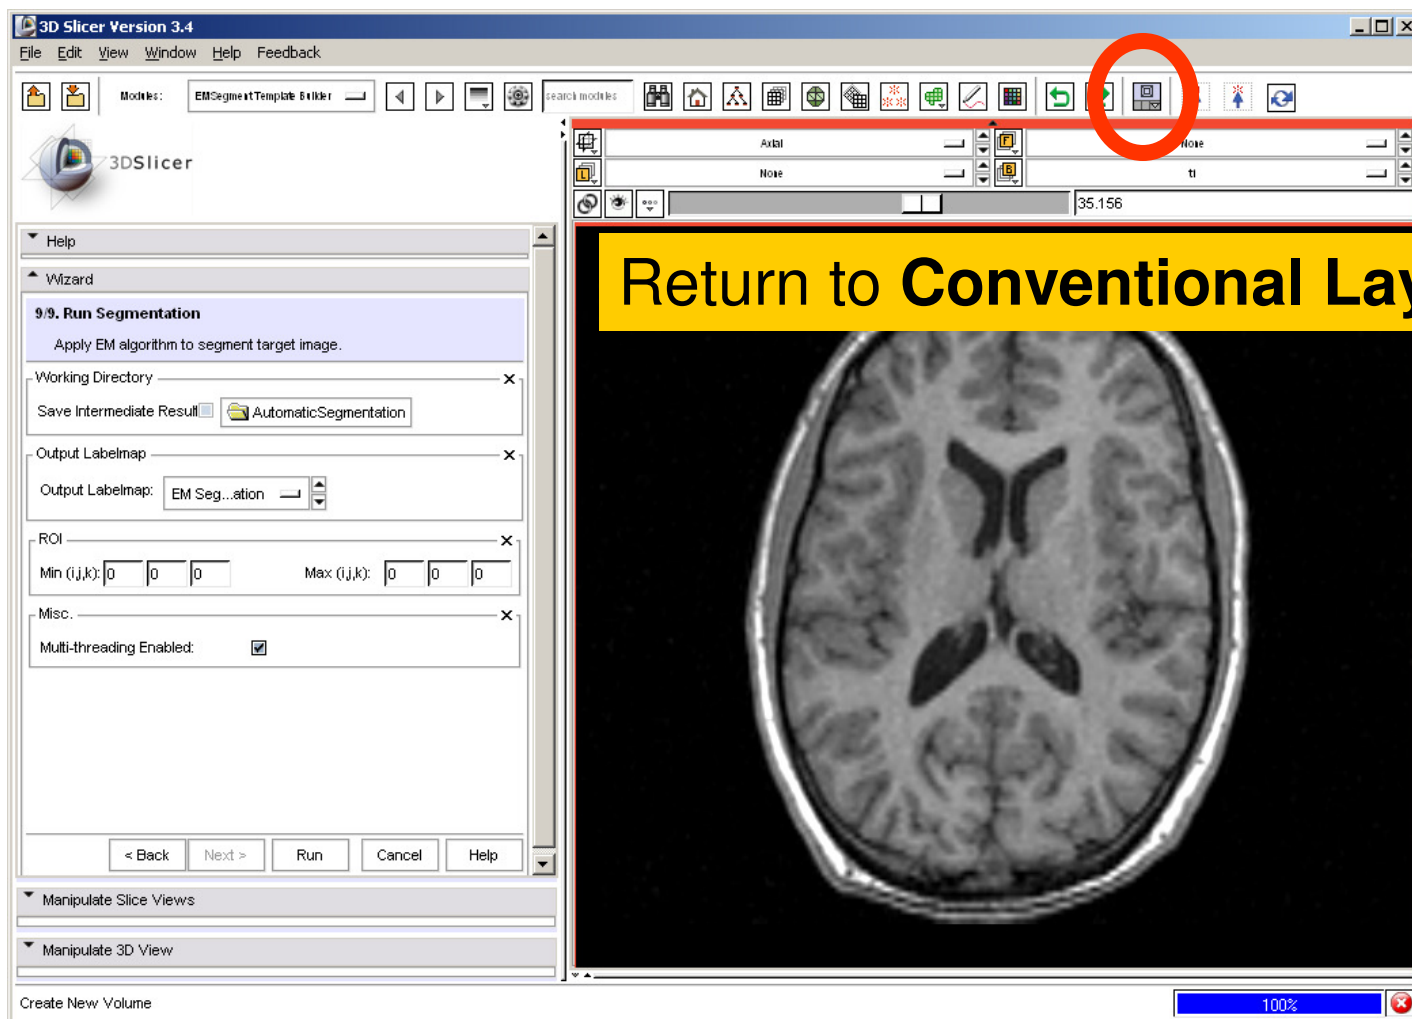 3D Slicer Version 3.4
File Edit View Window Help Feedback
Modules: EMSegmentTemplate Builder search modules
3DSlicer
Axial None
None t1
35.156
Help
Return to Conventional Lay
Wizard
9/9. Run Segmentation
Apply EM algorithm to segment target image.
Working Directory
Save Intermediate Result AutomaticSegmentation
Output Labelmap
Output Labelmap: EM Seg...ation
ROI
Min (i,j,k): 0 0 0 Max (i,j,k): 0 0 0
Misc.
Multi-threading Enabled:
< Back Next > Run Cancel Help
Manipulate Slice Views
Manipulate 3D View
Create New Volume 100%